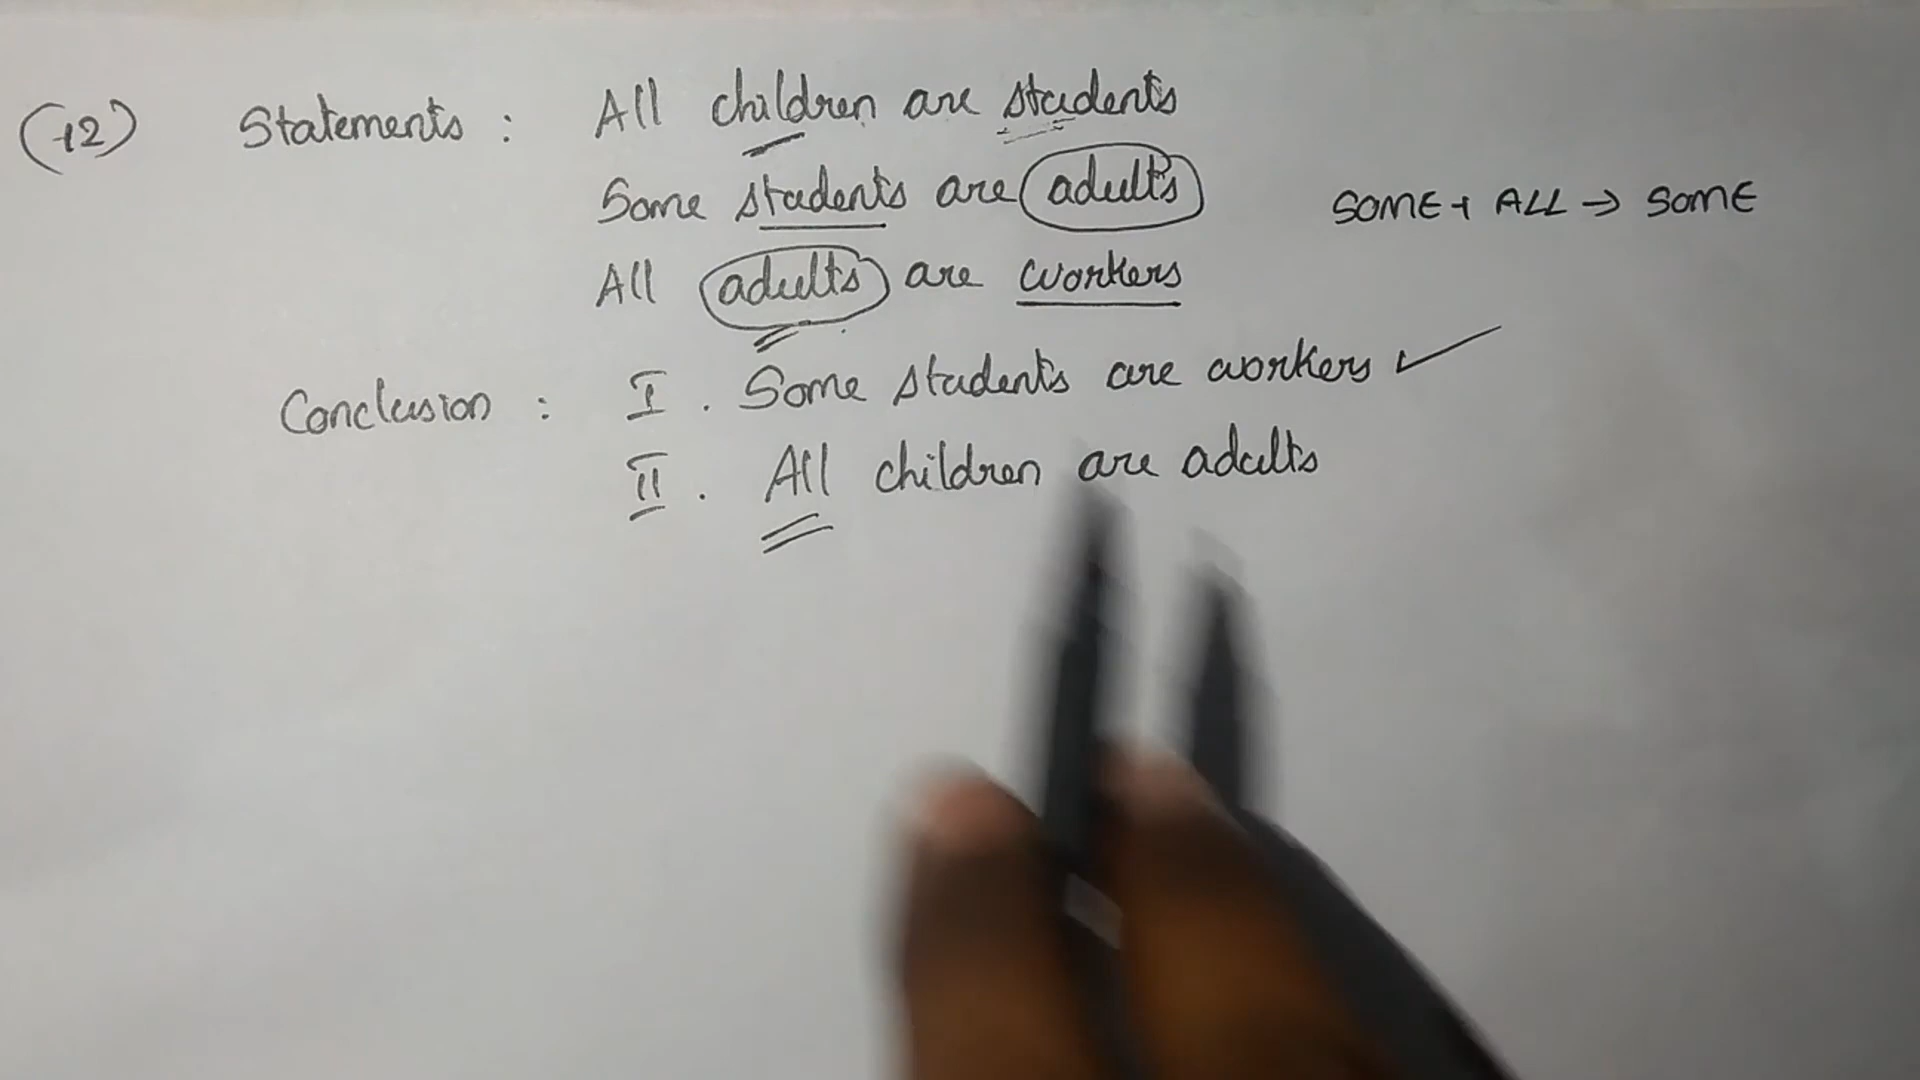 (12) Statements : All children are students
Some students are adults
SOME + ALL → SOME
All adults are workers
Conclusion : I. Some students are workers ✓
II. All children are adults